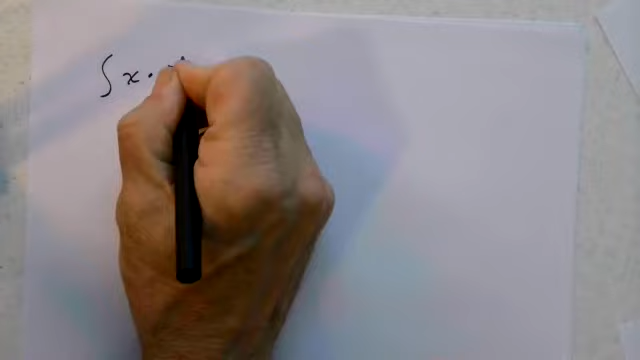 ∫ x ·